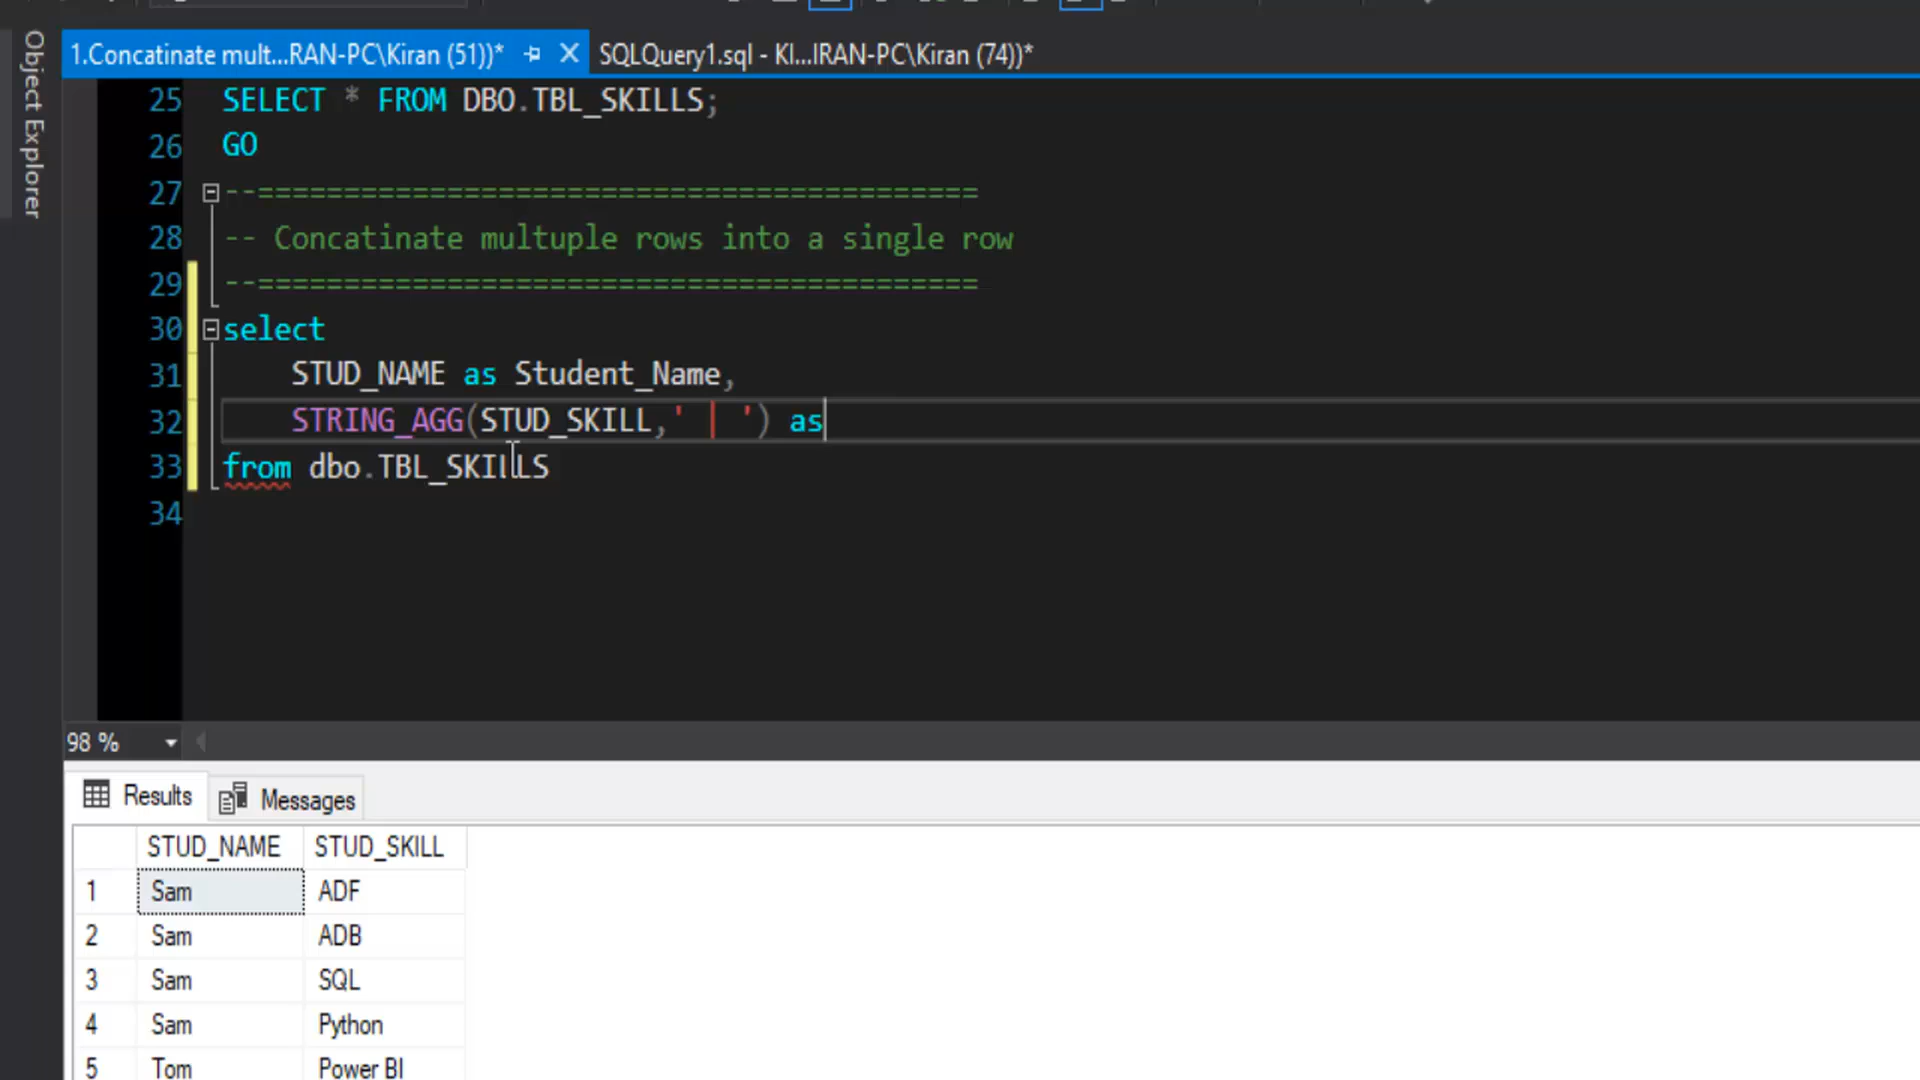 Object Explorer
1.Concatinate mult...RAN-PC\Kiran (51))* SQLQuery1.sql - KI...IRAN-PC\Kiran (74))*
25 SELECT * FROM DBO.TBL_SKILLS;
26 GO
27 --==========================================
28 -- Concatinate multuple rows into a single row
29 --==========================================
30 select
31 STUD_NAME as Student_Name,
32 STRING_AGG(STUD_SKILL,' | ') as
33 from dbo.TBL_SKIlLS
34
98 %
Results Messages
STUD_NAME STUD_SKILL
1 Sam ADF
2 Sam ADB
3 Sam SQL
4 Sam Python
5 Tom Power BI